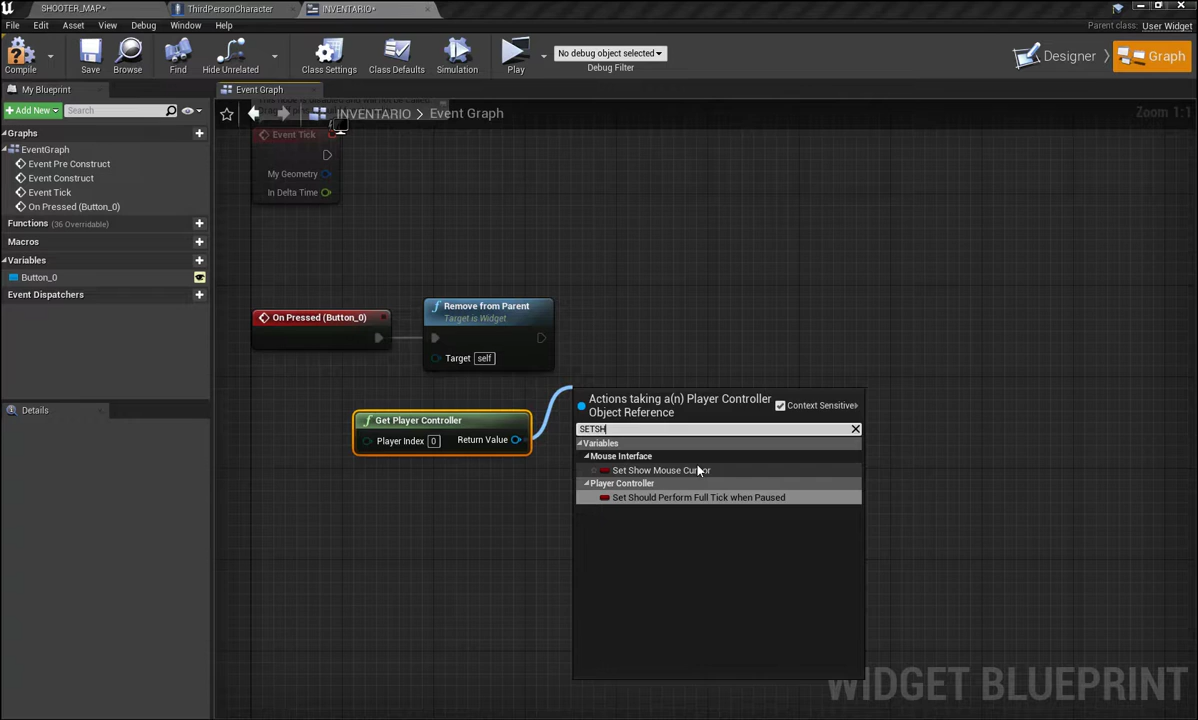 SHOOTER_MAP*
ThirdPersonCharacter
INVENTARIO*
File Edit Asset View Debug Window Help
Parent class: User Widget
Compile
Save
Browse
Find
Hide Unrelated
Class Settings
Class Defaults
Simulation
Play
No debug object selected
Debug Filter
Designer
Graph
My Blueprint
Event Graph
Add New
Search
INVENTARIO > Event Grsph
Zoom 1:1
Graphs
EventGraph
Event Pre Construct
Event Construct
Event Tick
On Pressed (Button_0)
Functions (36 Overridable)
Macros
Variables
Button_0
Event Dispatchers
Details
Event Tick
My Geometry
In Delta Time
On Pressed (Button_0)
Remove from Parent
Target is Widget
Target self
Get Player Controller
Player Index 0
Return Value
Actions taking a(n) Player Controller
Object Reference
Context Sensitive
SETSH
Variables
Mouse Interface
Set Show Mouse Cursor
Player Controller
Set Should Perform Full Tick when Paused
WIDGET BLUEPRINT